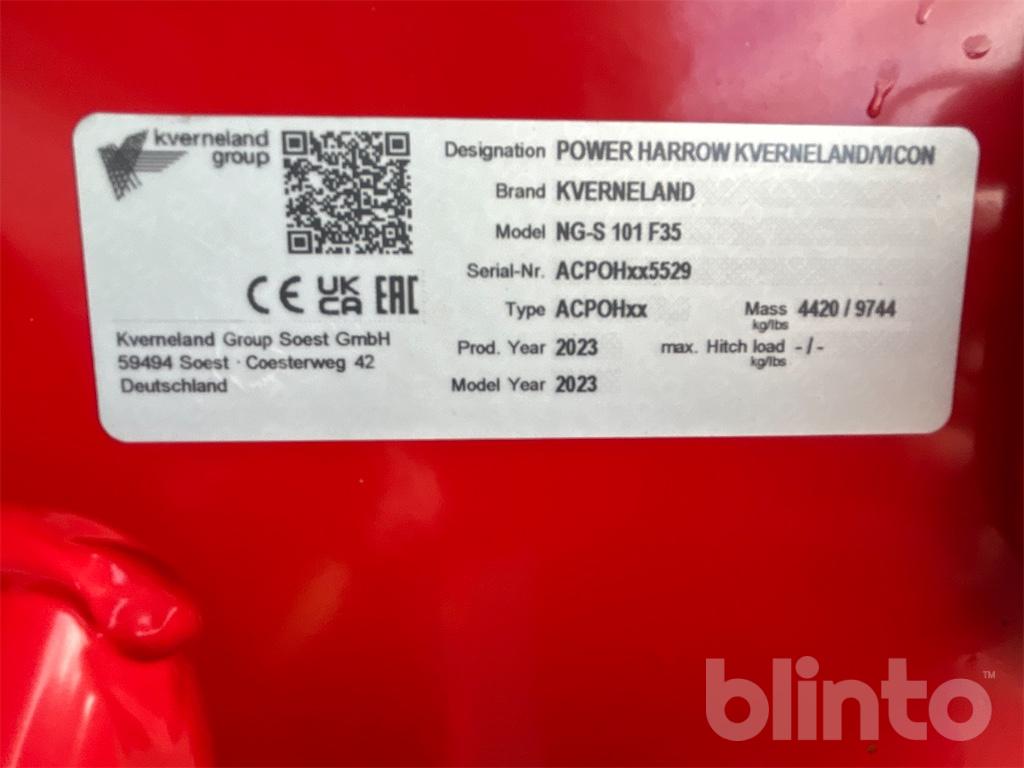 kverneland
group
Designation POWER HARROW KVERNELAND/VICON
Brand KVERNELAND
Model NG-S 101 F35
Serial-Nr. ACPOHxx5529
CE UK CA EAC
Type ACPOHxx Mass 4420 / 9744
kg/lbs
Kverneland Group Soest GmbH
Prod. Year 2023 max. Hitch load - / -
kg/lbs
59494 Soest · Coesterweg 42
Deutschland
Model Year 2023
blinto™